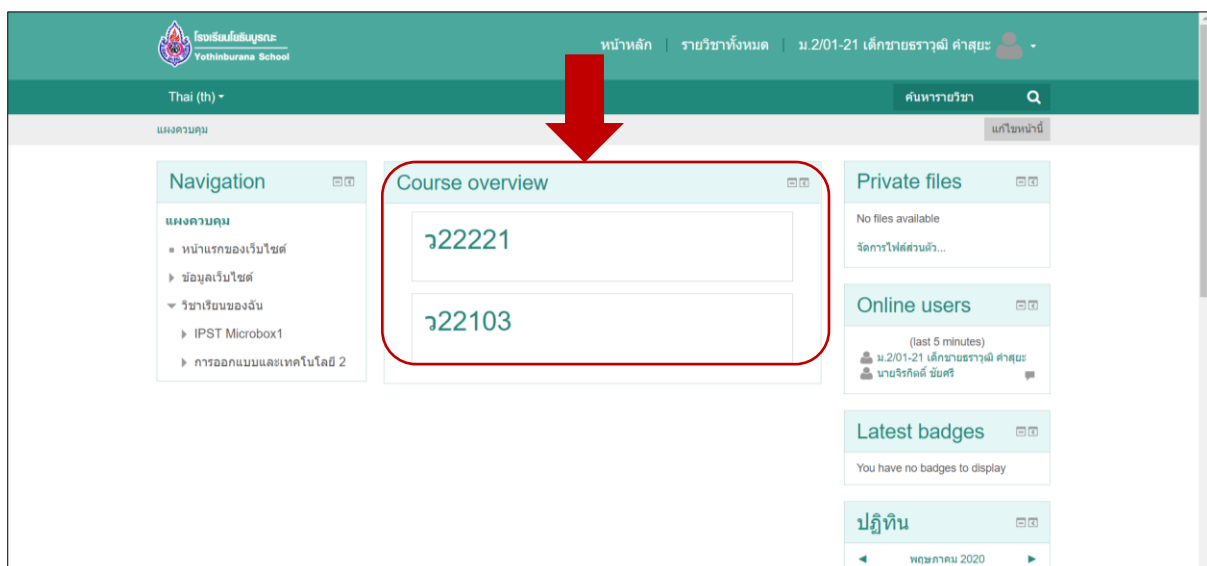 โรงเรียนโยธินบูรณะ
Yothinburana School
หน้าหลัก รายวิชาทั้งหมด ม.2/01-21 เด็กชายธราวุฒิ คำสุยะ
Thai (th)
ค้นหารายวิชา
แผงควบคุม
แก้ไขหน้านี้
Navigation
แผงควบคุม
หน้าแรกของเว็บไซต์
ข้อมูลเว็บไซต์
วิชาเรียนของฉัน
IPST Microbox1
การออกแบบและเทคโนโลยี 2
Course overview
ว22221
ว22103
Private files
No files available
จัดการไฟล์ส่วนตัว...
Online users
(last 5 minutes)
ม.2/01-21 เด็กชายธราวุฒิ คำสุยะ
นายจิรกิตติ์ ชัยศรี
Latest badges
You have no badges to display
ปฏิทิน
◄ พฤษภาคม 2020 ►